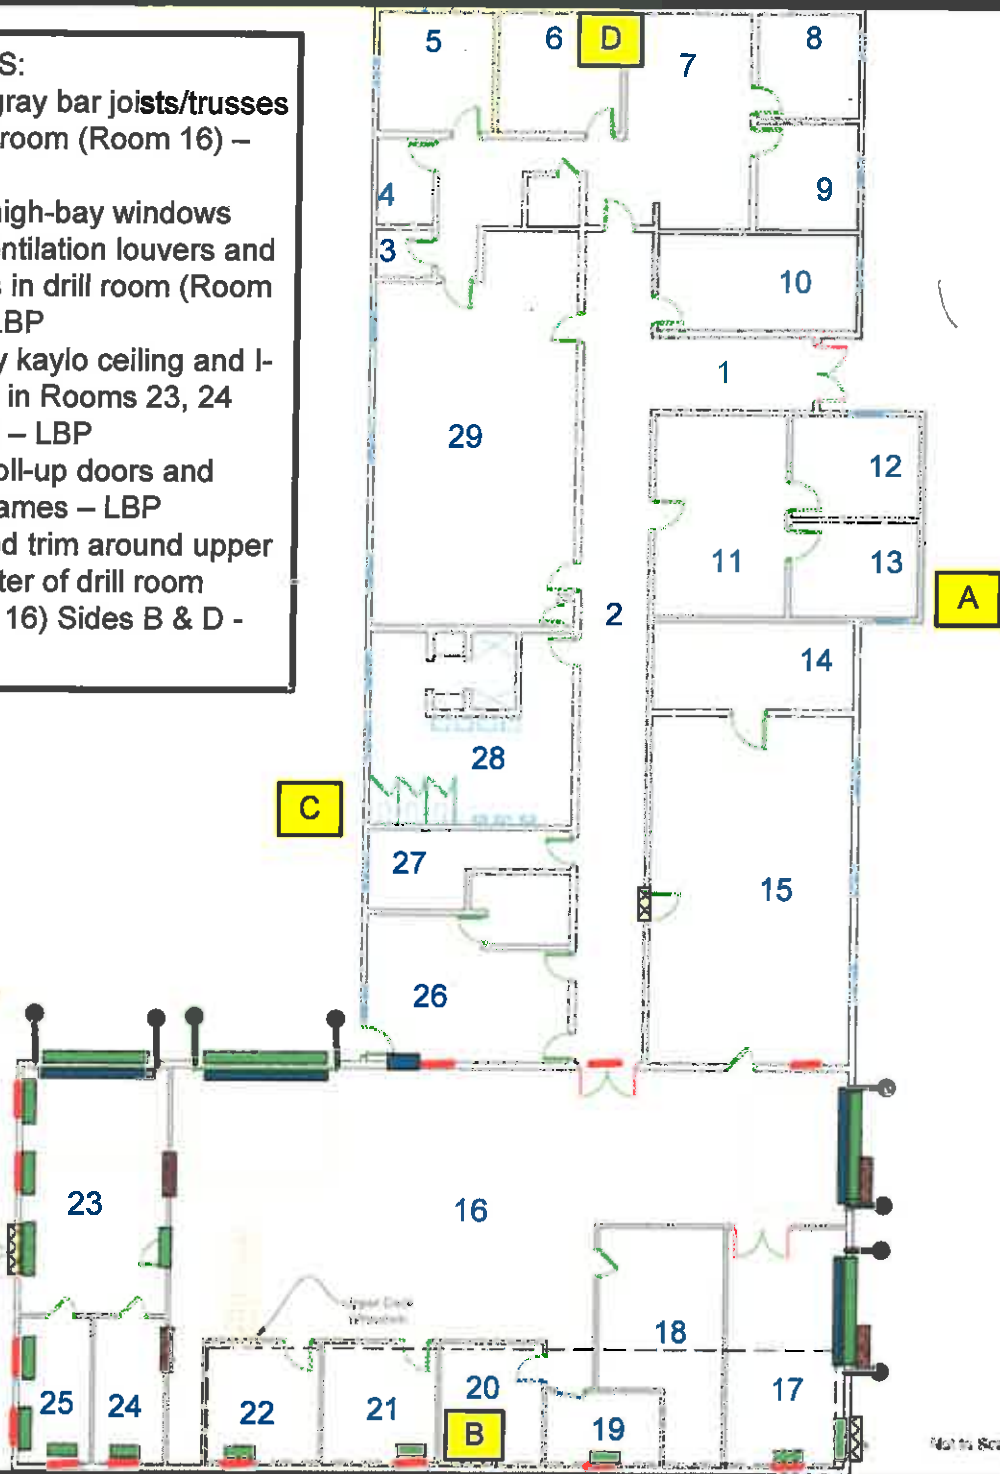 S:
gray bar joists/trusses
room (Room 16) –
high-bay windows
ntilation louvers and
s in drill room (Room
LBP
y kaylo ceiling and I-
in Rooms 23, 24
– LBP
oll-up doors and
ames – LBP
d trim around upper
ter of drill room
16) Sides B & D -
5
6
D
7
8
4
9
3
10
1
29
12
11
13
A
2
14
28
C
27
15
26
23
16
18
25
24
22
21
20
19
17
B